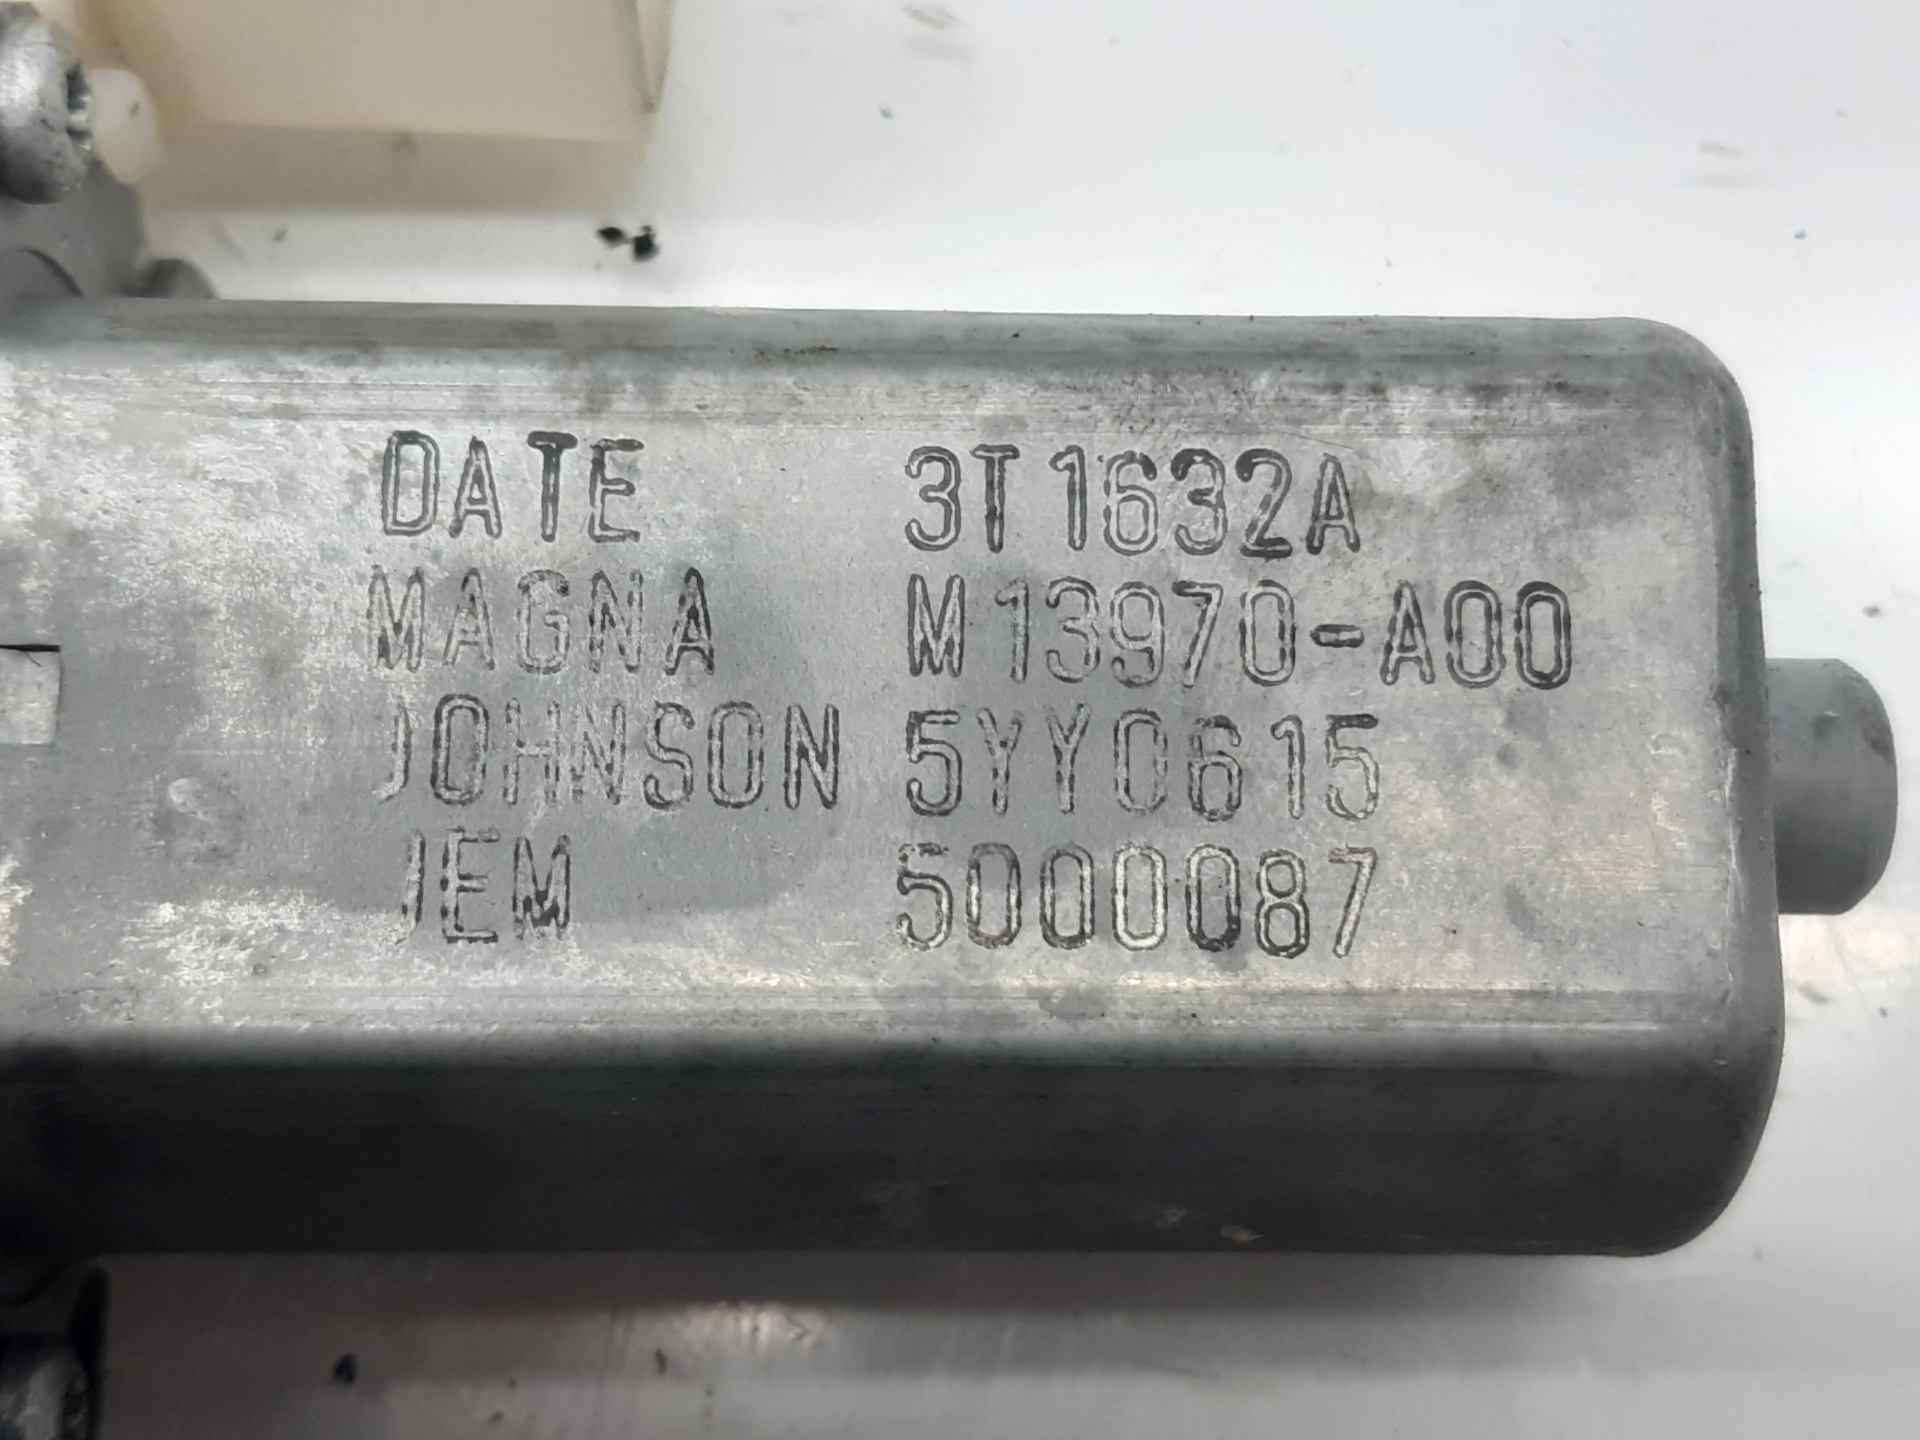 DATE 3T1632A
MAGNA M13970-A00
JOHNSON 5YY0615
JEM 5000087